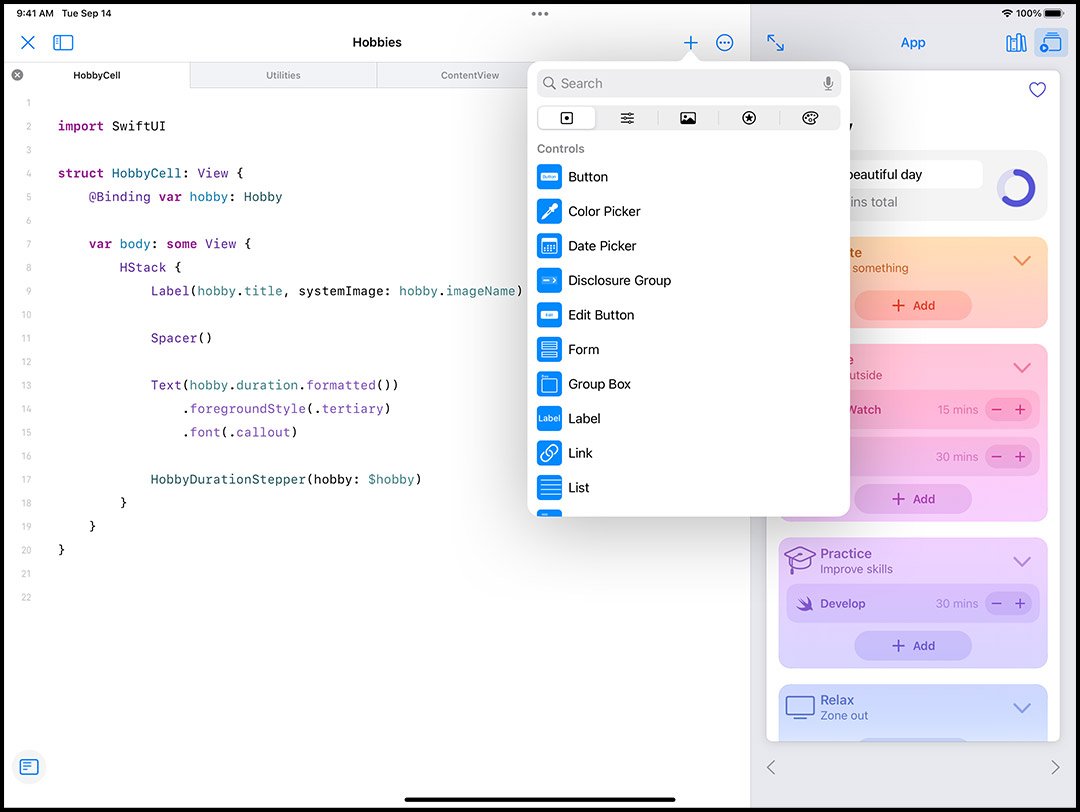 9:41 AM Tue Sep 14
100%
Hobbies
App
HobbyCell
Utilities
ContentView
1
2 import SwiftUI
3
4 struct HobbyCell: View {
5 @Binding var hobby: Hobby
6
7 var body: some View {
8 HStack {
9 Label(hobby.title, systemImage: hobby.imageName)
10
11 Spacer()
12
13 Text(hobby.duration.formatted())
14 .foregroundStyle(.tertiary)
15 .font(.callout)
16
17 HobbyDurationStepper(hobby: $hobby)
18 }
19 }
20 }
21
22
Search
Controls
Button
Button
Color Picker
Date Picker
Disclosure Group
Edit
Edit Button
Form
Group Box
Label
Label
Link
List
beautiful day
ins total
te
something
+ Add
e
utside
Watch 15 mins − +
30 mins − +
+ Add
Practice
Improve skills
Develop 30 mins − +
+ Add
Relax
Zone out